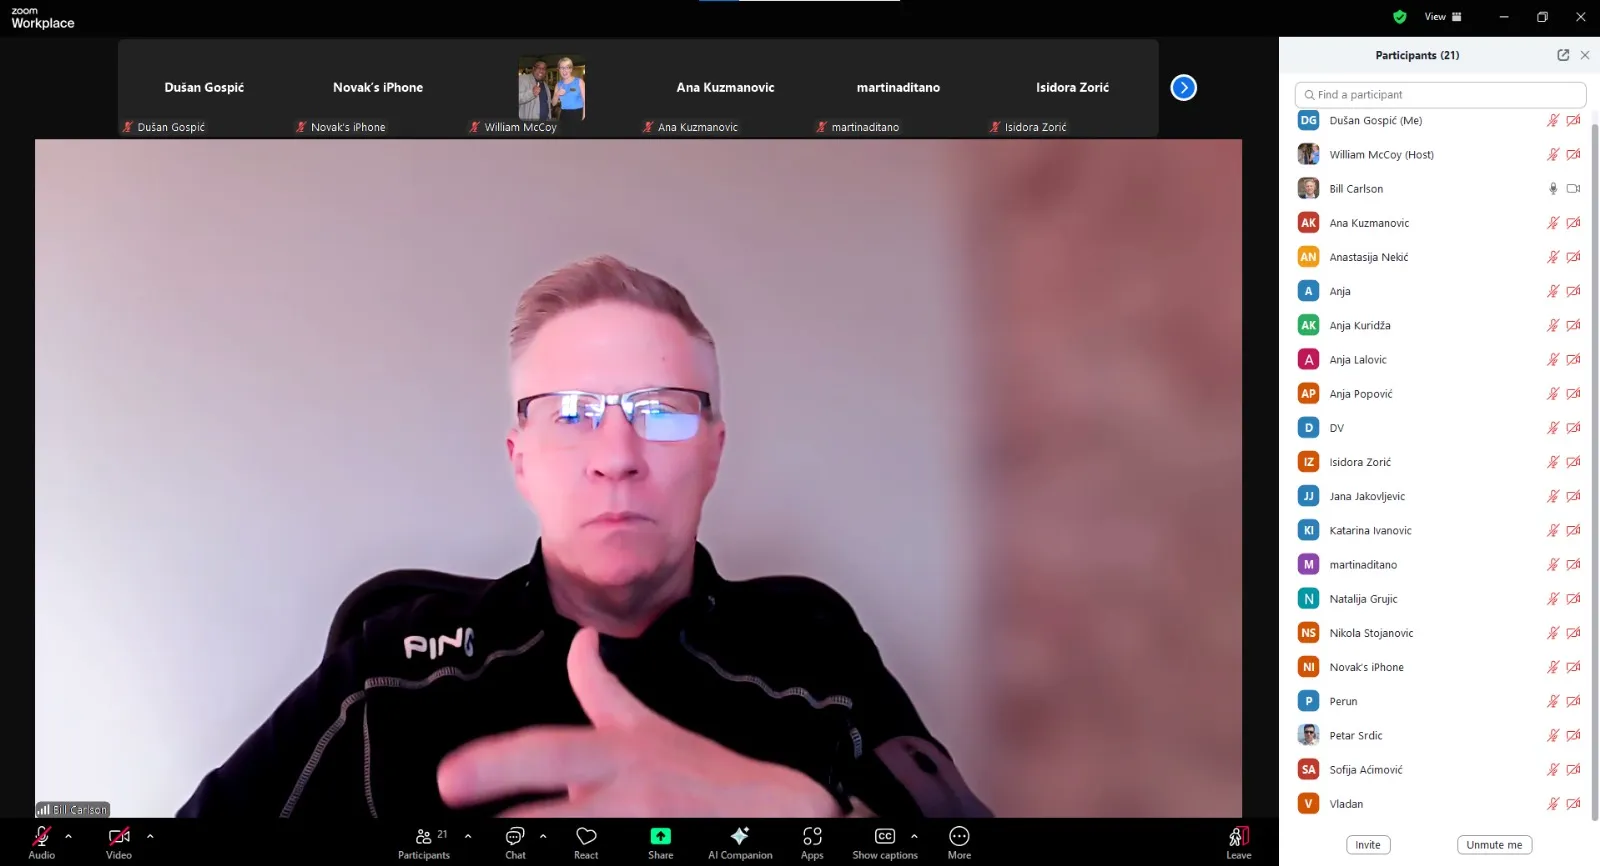 zoom
Workplace
View
Dušan Gospić
Novak's iPhone
Ana Kuzmanovic
martinaditano
Isidora Zorić
Dušan Gospić
Novak's iPhone
William McCoy
Ana Kuzmanovic
martinaditano
Isidora Zorić
PING
Bill Carlson
Participants (21)
Find a participant
DG Dušan Gospić (Me)
William McCoy (Host)
Bill Carlson
AK Ana Kuzmanovic
AN Anastasija Nekić
A Anja
AK Anja Kuridža
A Anja Lalovic
AP Anja Popović
D DV
IZ Isidora Zorić
JJ Jana Jakovljevic
KI Katarina Ivanovic
M martinaditano
N Natalija Grujic
NS Nikola Stojanovic
NI Novak's iPhone
P Perun
Petar Srdic
SA Sofija Aćimović
V Vladan
Invite
Unmute me
Audio
Video
21
Participants
Chat
React
Share
AI Companion
Apps
CC
Show captions
More
Leave